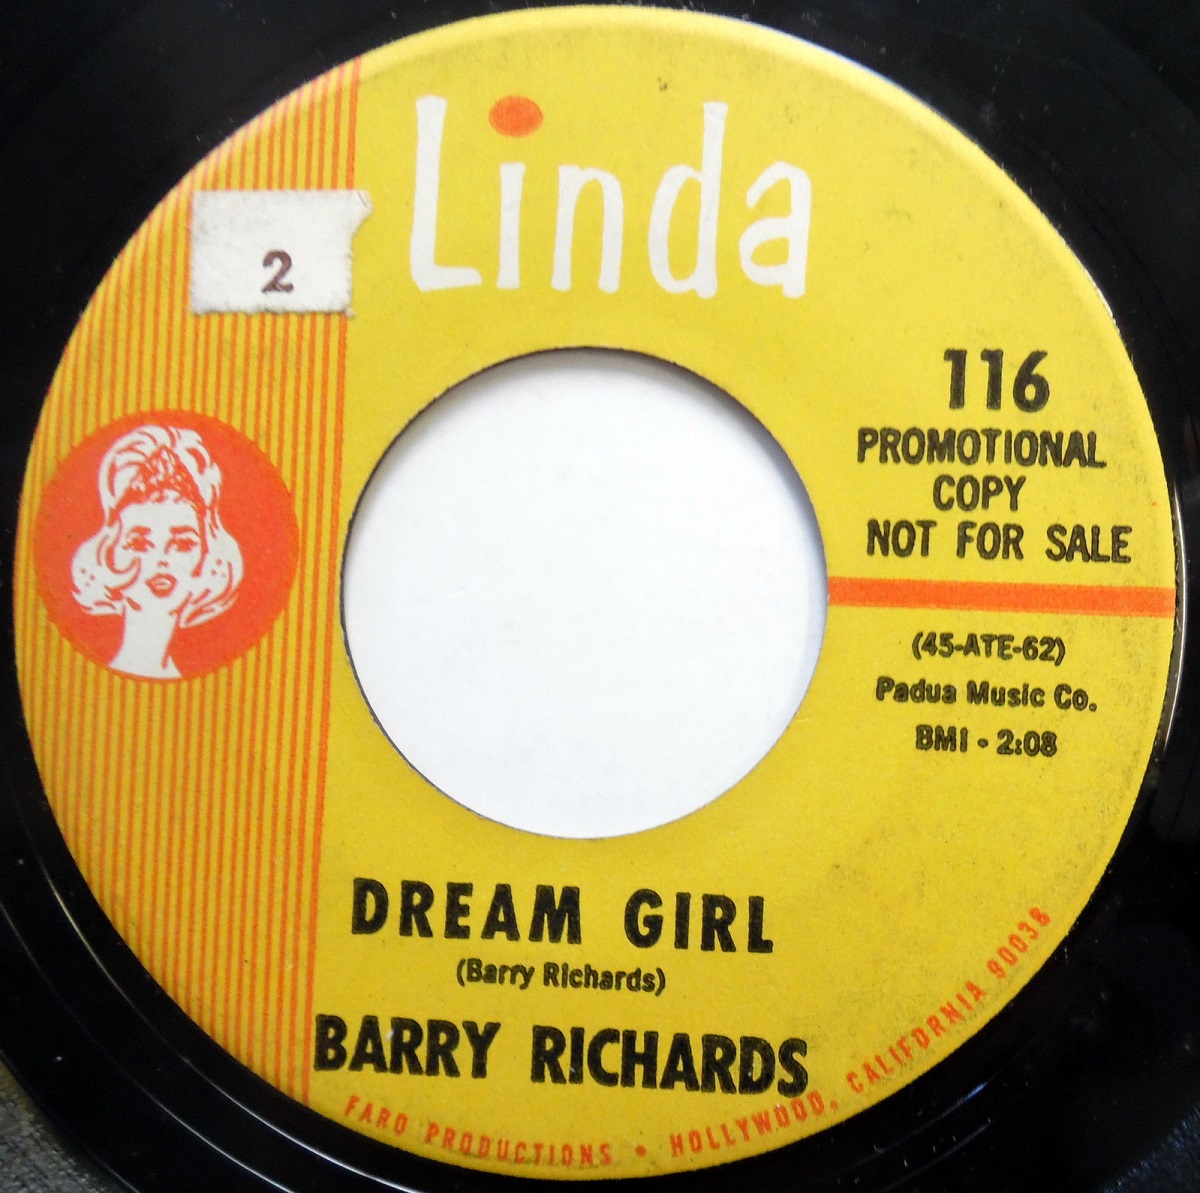 Linda
2
116
PROMOTIONAL
COPY
NOT FOR SALE
(45-ATE-62)
Padua Music Co.
BMI - 2:08
DREAM GIRL
(Barry Richards)
BARRY RICHARDS
FARO PRODUCTIONS • HOLLYWOOD, CALIFORNIA 90038